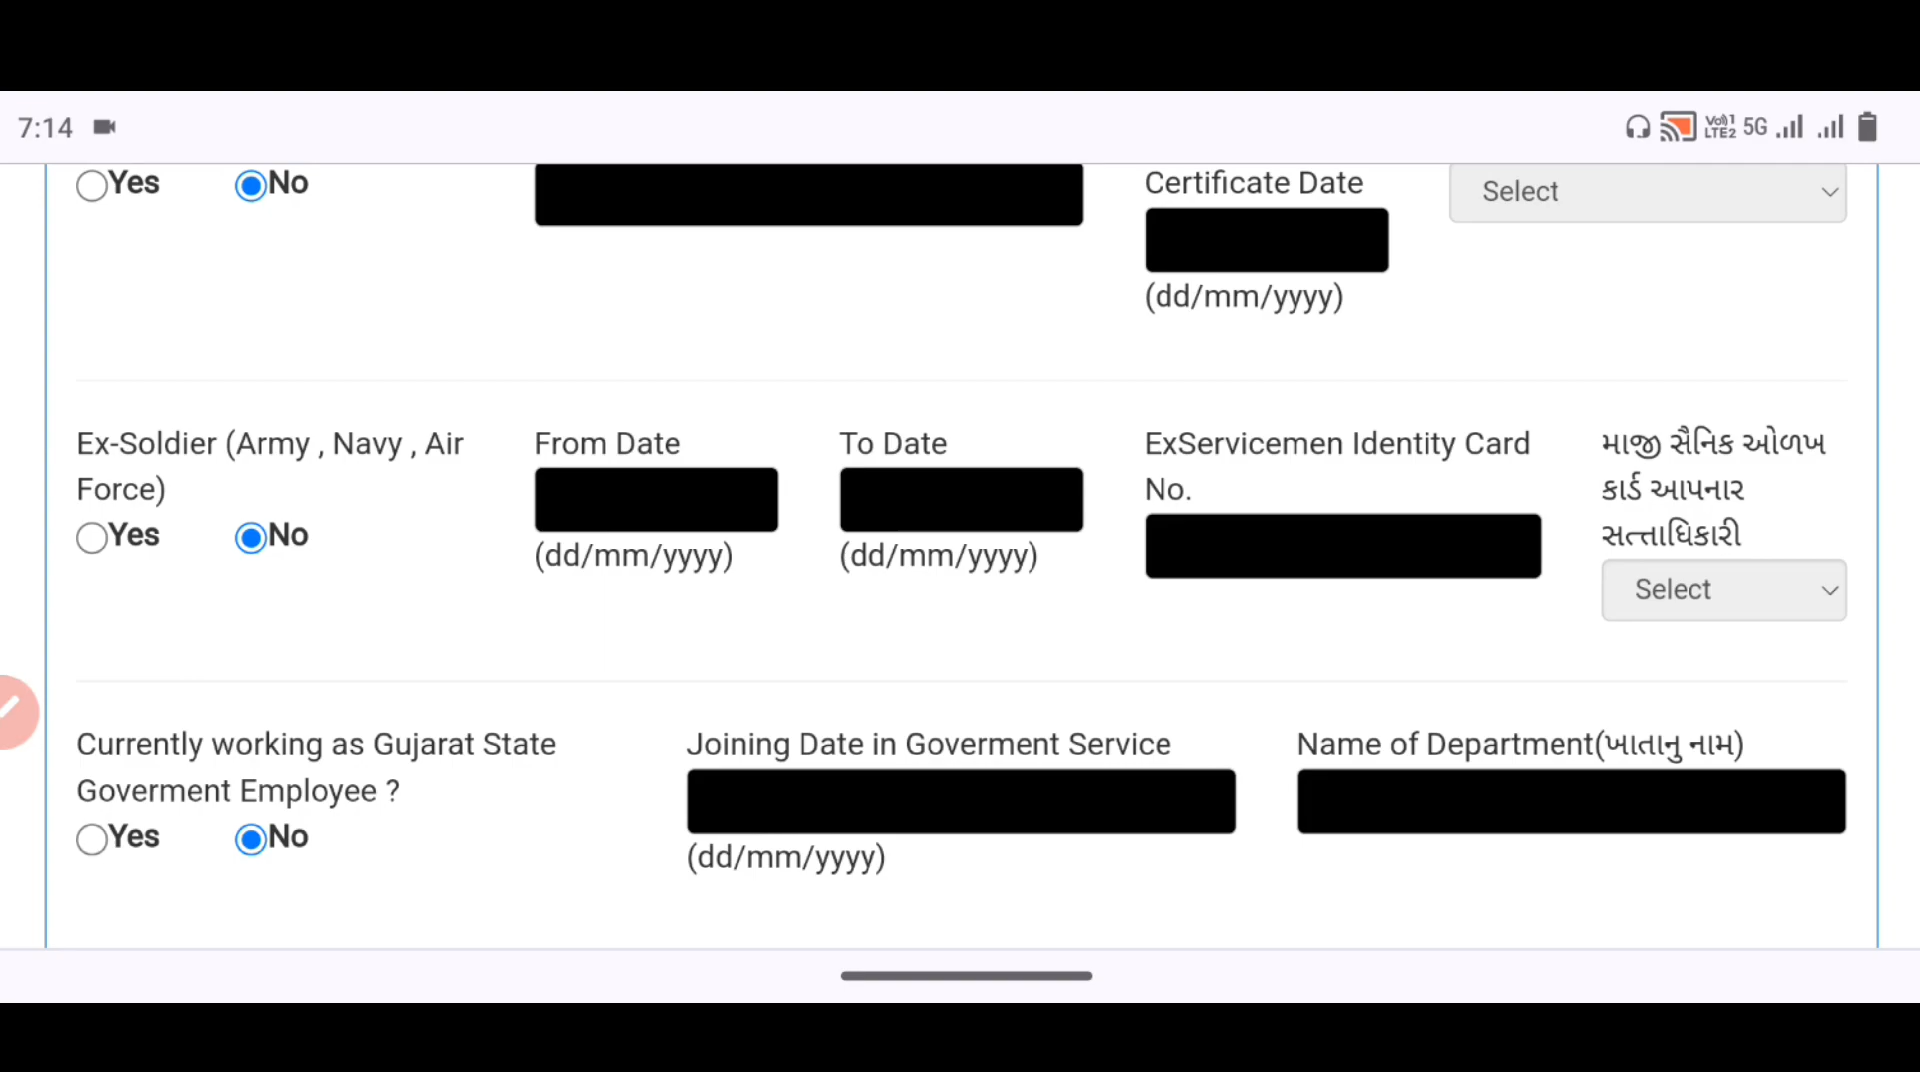 7:14
Vo)) 1
LTE2
5G
Yes No
Certificate Date
Select
(dd/mm/yyyy)
Ex-Soldier (Army , Navy , Air
Force)
Yes No
From Date
(dd/mm/yyyy)
To Date
(dd/mm/yyyy)
ExServicemen Identity Card
No.
માજી સૈનિક ઓળખ
કાર્ડ આપનાર
સત્તાધિકારી
Select
Currently working as Gujarat State
Goverment Employee ?
Yes No
Joining Date in Goverment Service
(dd/mm/yyyy)
Name of Department(ખાતાનુ નામ)